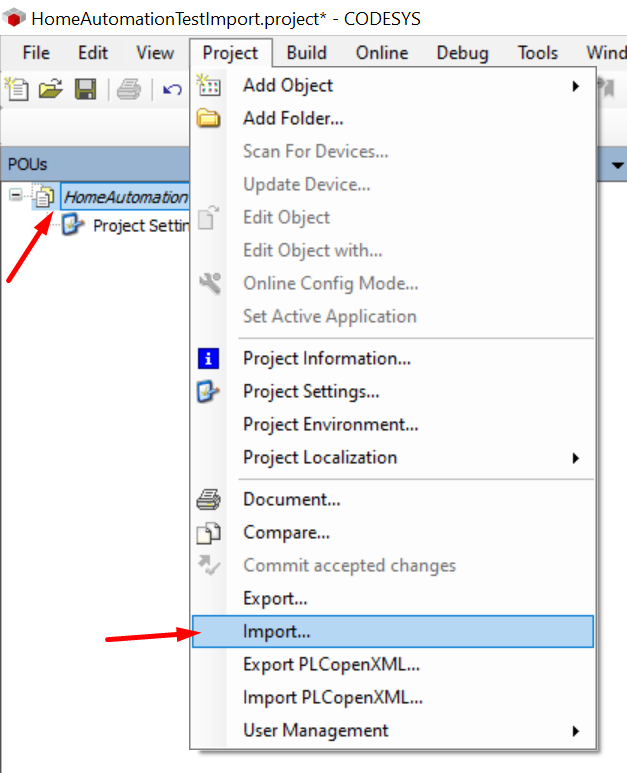 HomeAutomationTestImport.project* - CODESYS
File Edit View Project Build Online Debug Tools Wind
Add Object
Add Folder...
POUs
Scan For Devices...
Update Device...
HomeAutomation
Edit Object
Project Settin
Edit Object with...
Online Config Mode...
Set Active Application
Project Information...
Project Settings...
Project Environment...
Project Localization
Document...
Compare...
Commit accepted changes
Export...
Import...
Export PLCopenXML...
Import PLCopenXML...
User Management